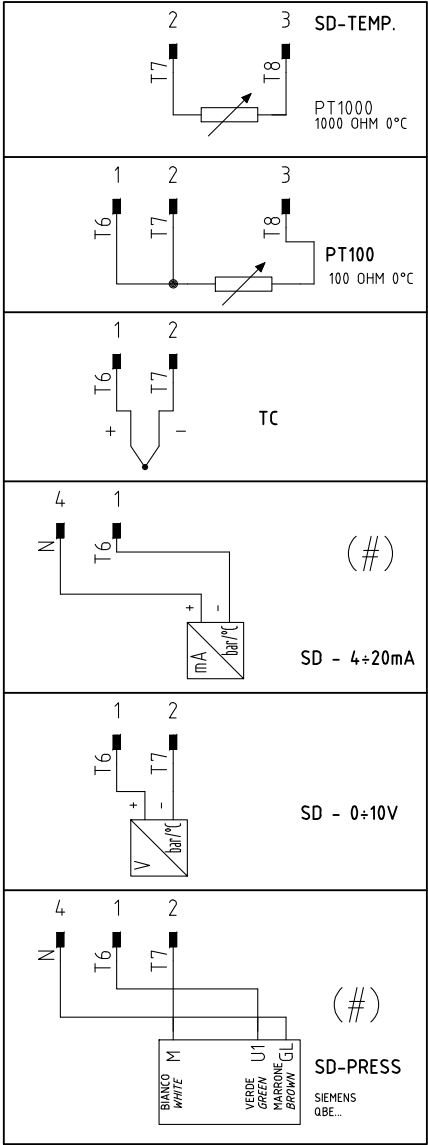 2 3 SD-TEMP.
T7 T8
PT1000
1000 OHM 0°C
1 2 3
T6 T7 T8
PT100
100 OHM 0°C
1 2
T6 T7
+ -
TC
4 1
N T6
(#)
+ -
mA bar/°C
SD - 4÷20mA
1 2
T6 T7
+ -
V bar/°C
SD - 0÷10V
4 1 2
N T6 T7
(#)
M U1 GL
BIANCO
WHITE
VERDE
GREEN
MARRONE
BROWN
SD-PRESS
SIEMENS
QBE...